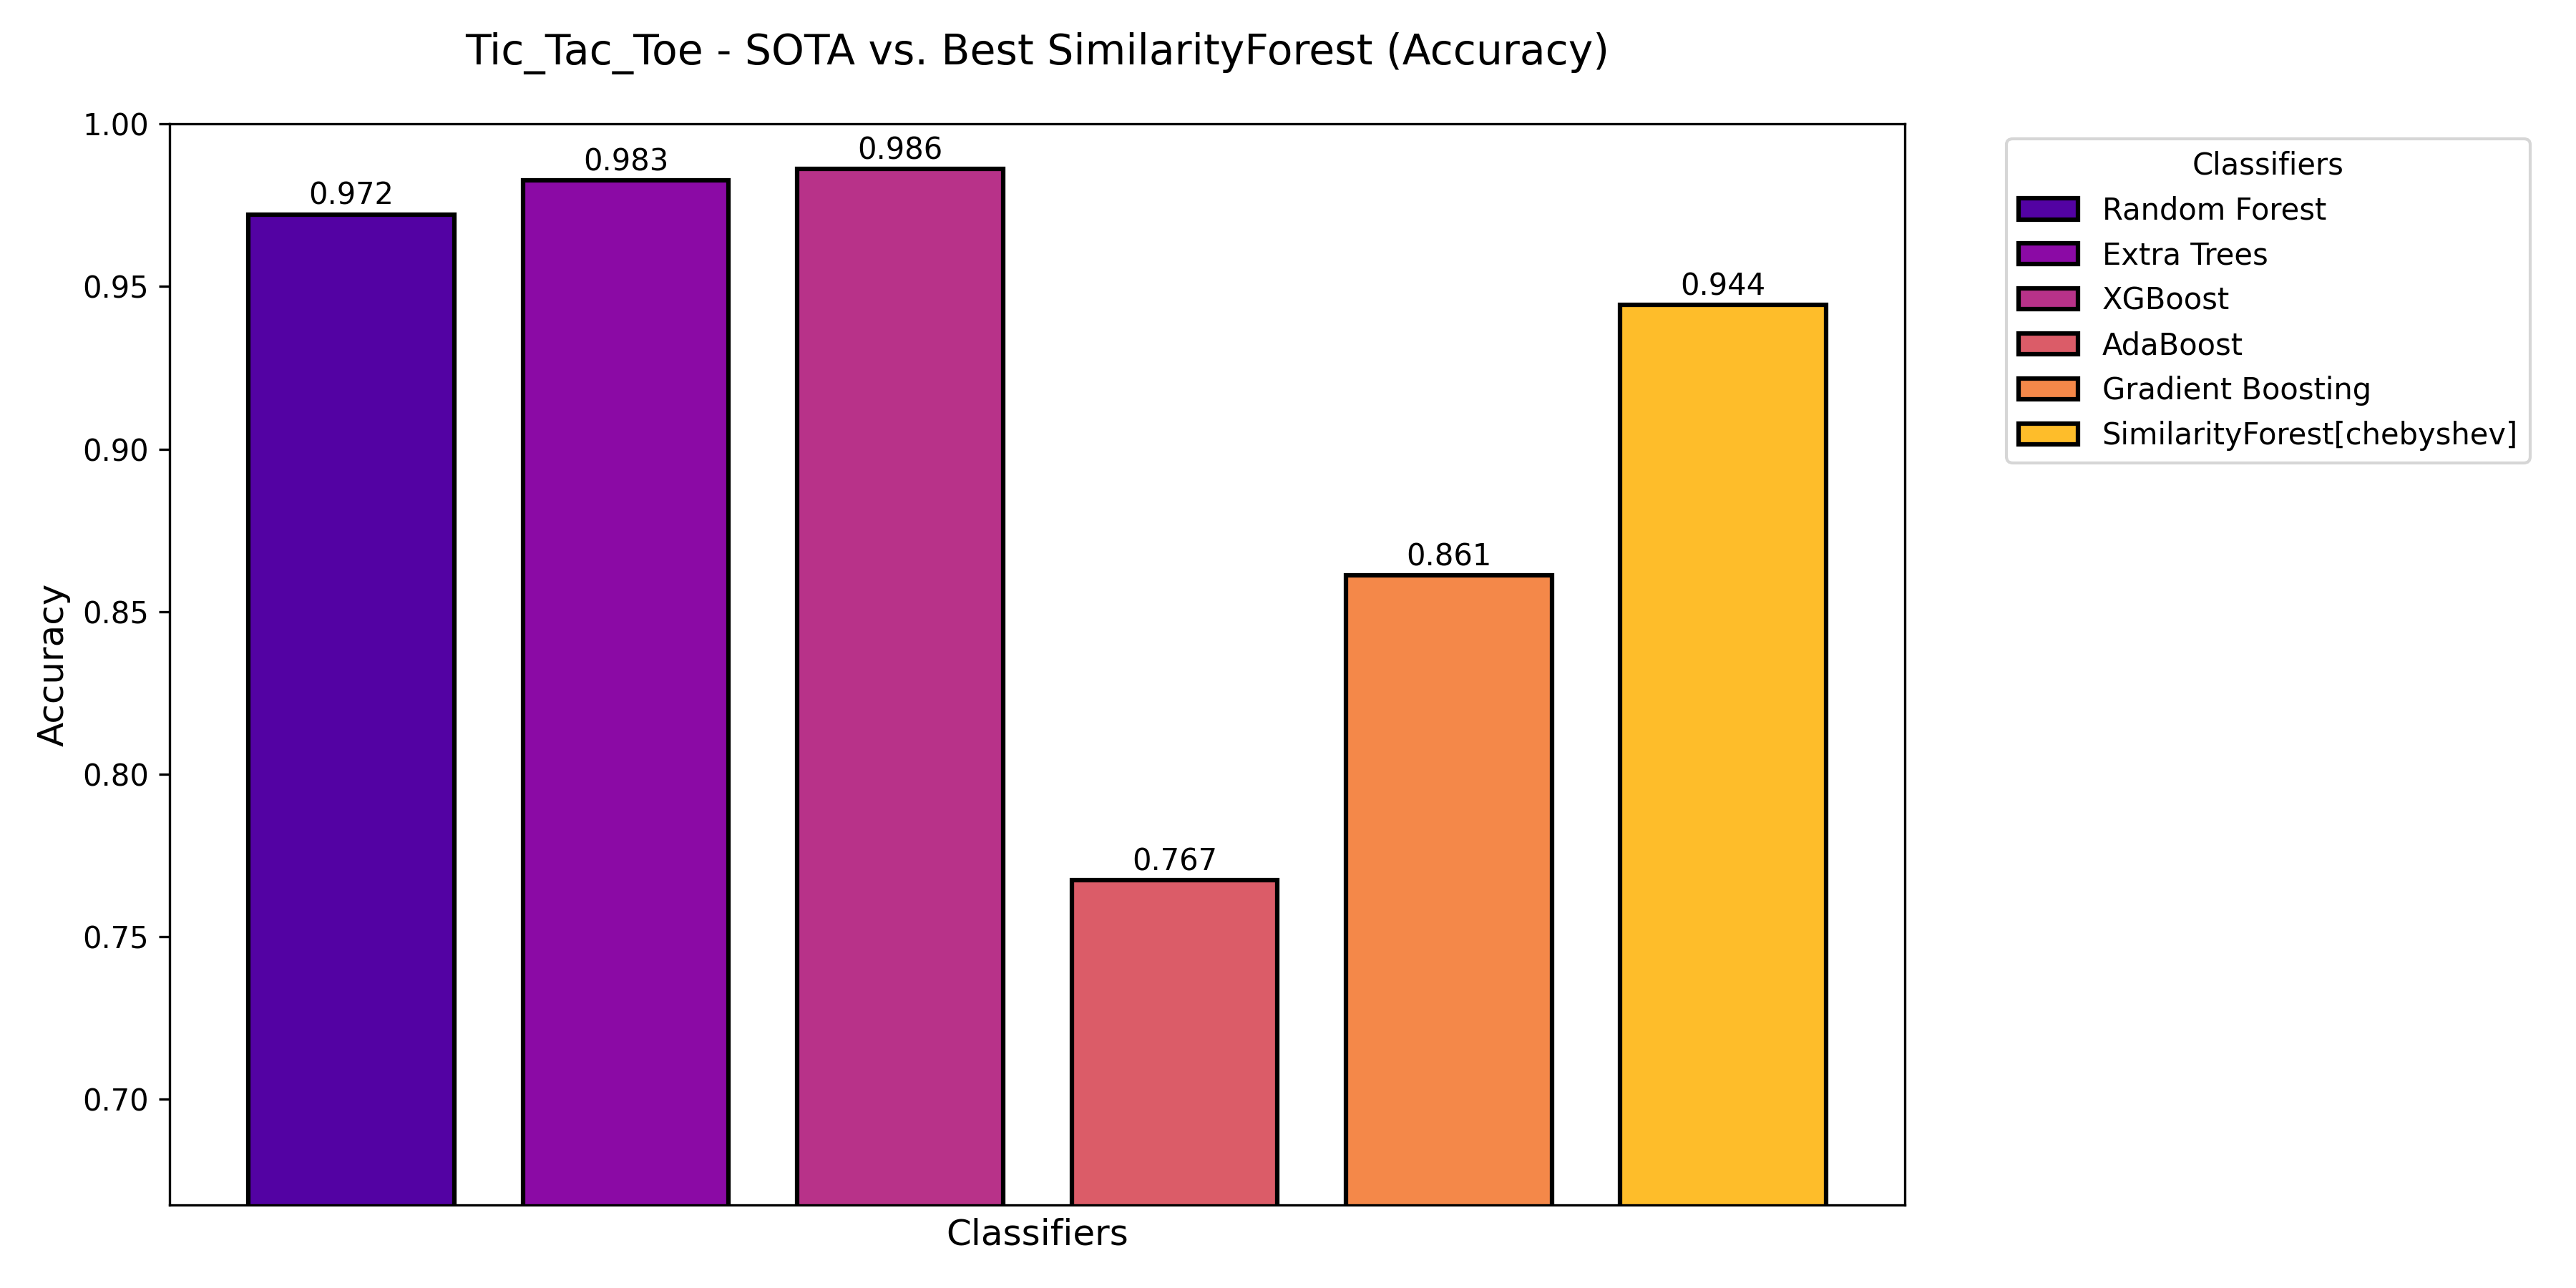 Tic_Tac_Toe - SOTA vs. Best SimilarityForest (Accuracy)
1.00
0.95
0.90
0.85
0.80
0.75
0.70
Accuracy
0.972
0.983
0.986
0.767
0.861
0.944
Classifiers
Classifiers
Random Forest
Extra Trees
XGBoost
AdaBoost
Gradient Boosting
SimilarityForest[chebyshev]